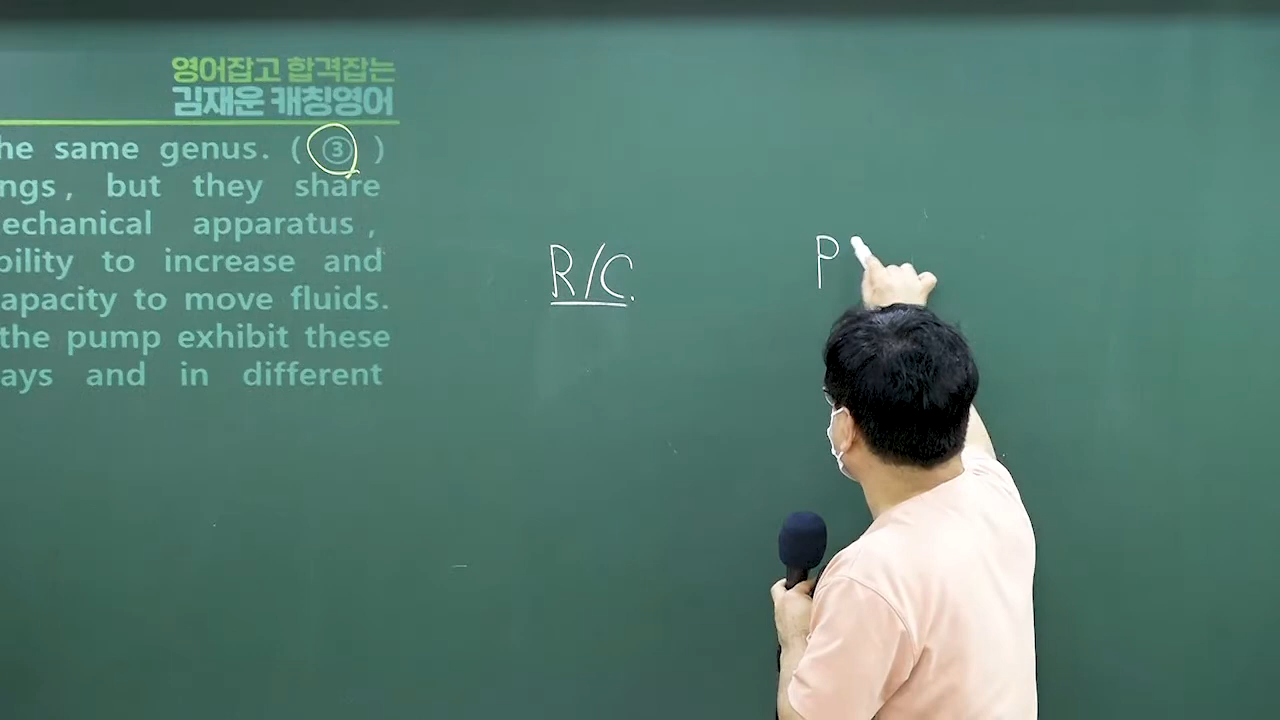 영어잡고 합격잡는
김재운 캐칭영어
he same genus. ( ③ )
ngs, but they share
echanical apparatus,
bility to increase and
apacity to move fluids.
the pump exhibit these
ays and in different
R/C.
P